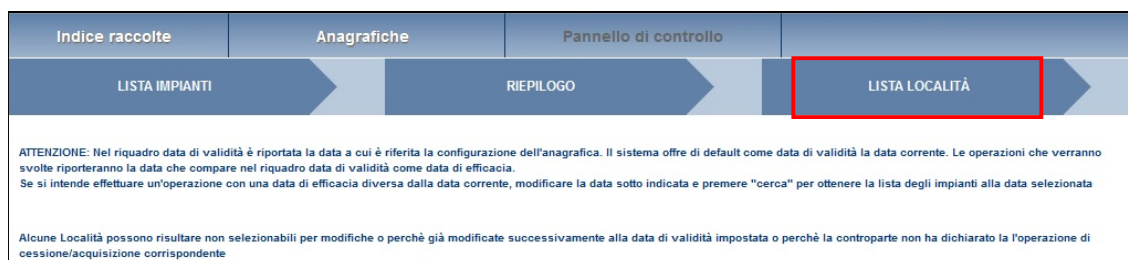 Indice raccolte Anagrafiche Pannello di controllo
LISTA IMPIANTI RIEPILOGO LISTA LOCALITÀ
ATTENZIONE: Nel riquadro data di validità è riportata la data a cui è riferita la configurazione dell'anagrafica. Il sistema offre di default come data di validità la data corrente. Le operazioni che verranno
svolte riporteranno la data che compare nel riquadro data di validità come data di efficacia.
Se si intende effettuare un'operazione con una data di efficacia diversa dalla data corrente, modificare la data sotto indicata e premere "cerca" per ottenere la lista degli impianti alla data selezionata
Alcune Località possono risultare non selezionabili per modifiche o perchè già modificate successivamente alla data di validità impostata o perchè la controparte non ha dichiarato la l'operazione di
cessione/acquisizione corrispondente